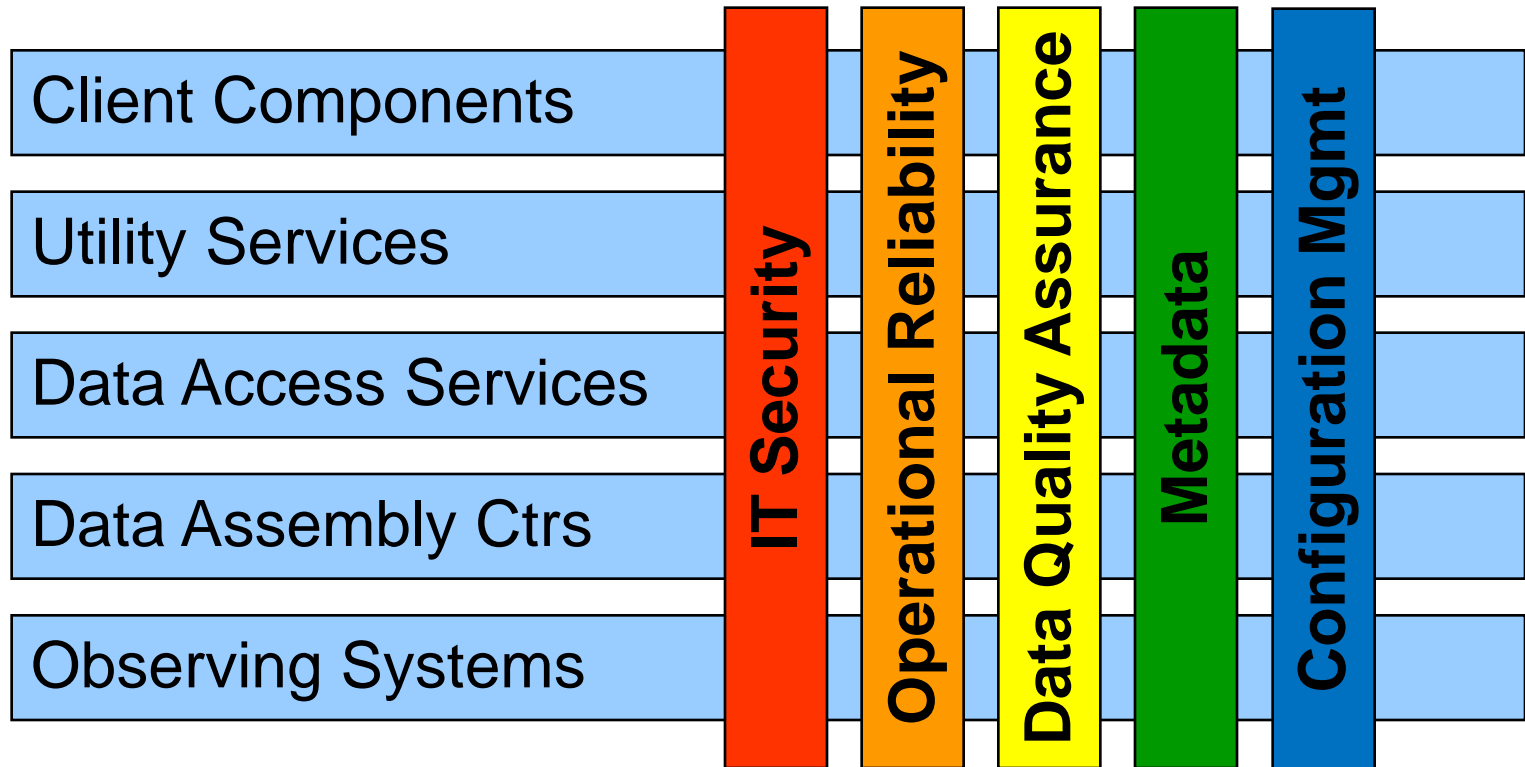 Client Components
Utility Services
Data Access Services
Data Assembly Ctrs
Observing Systems
IT Security
Operational Reliability
Data Quality Assurance
Metadata
Configuration Mgmt